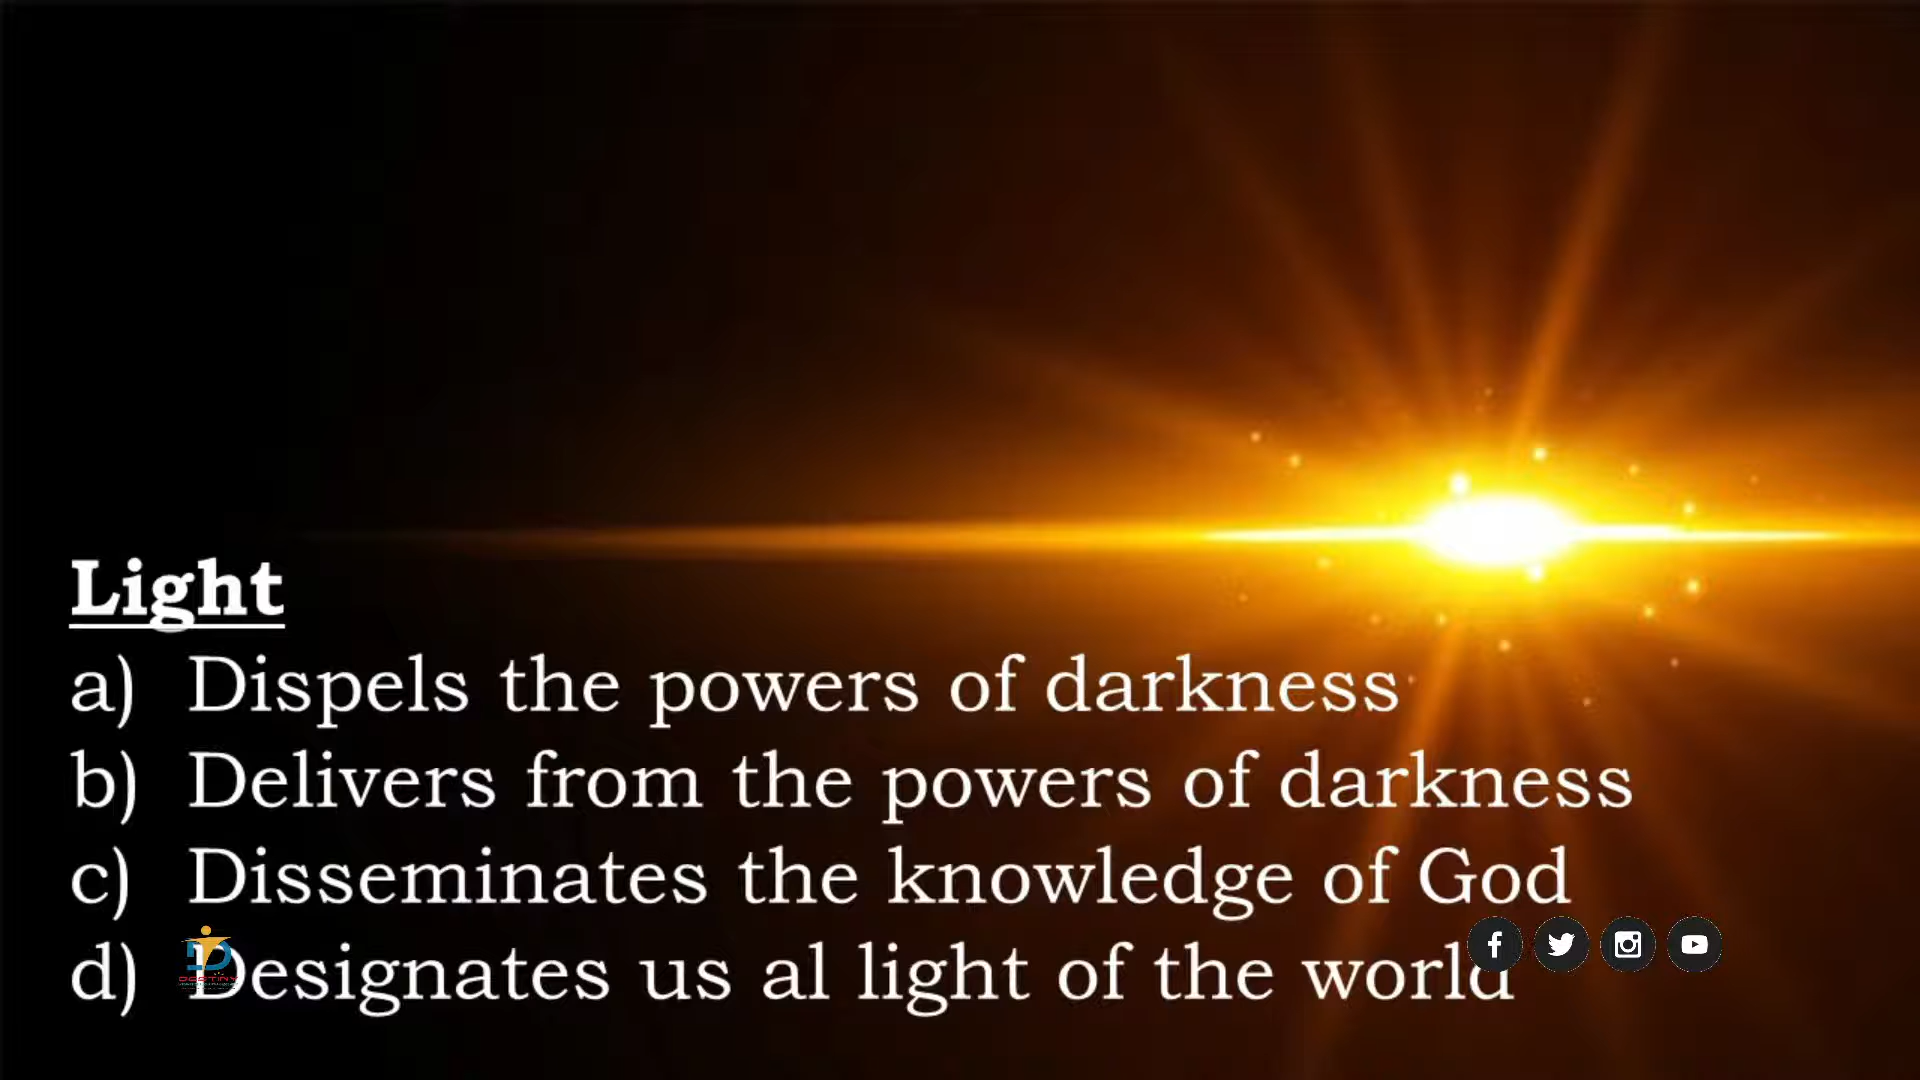 Light
a) Dispels the powers of darkness
b) Delivers from the powers of darkness
c) Disseminates the knowledge of God
d) Designates us al light of the world
DESTINY